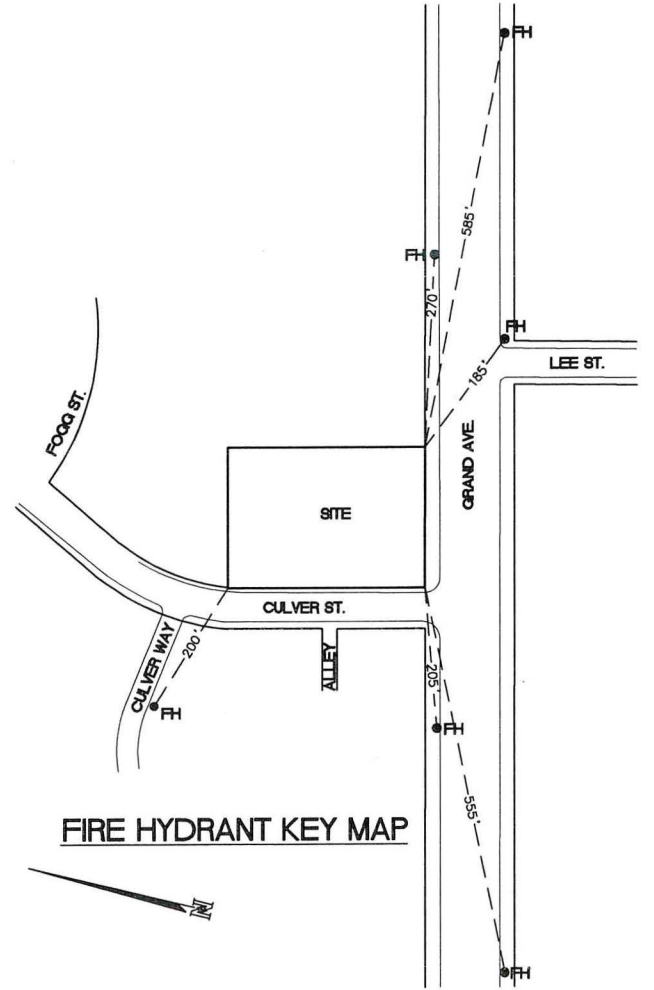 FH
585'
FH
270'
FH
185'
LEE ST.
FOGG ST.
GRAND AVE.
SITE
CULVER ST.
CULVER WAY
200'
ALLEY
205'
FH
FH
555'
FIRE HYDRANT KEY MAP
N
FH